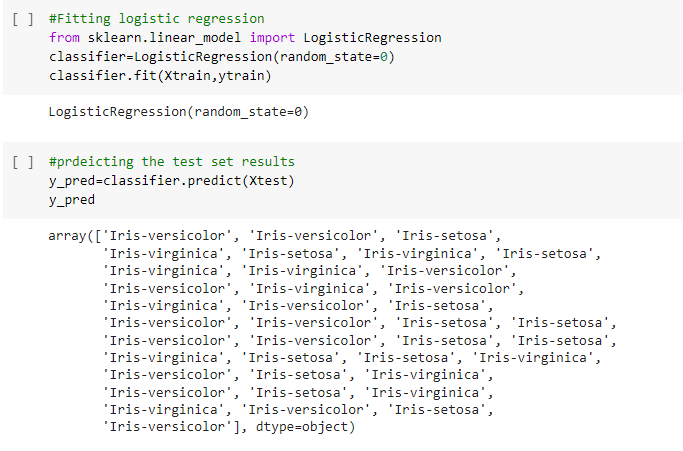 [ ] #Fitting logistic regression
from sklearn.linear_model import LogisticRegression
classifier=LogisticRegression(random_state=0)
classifier.fit(Xtrain,ytrain)
LogisticRegression(random_state=0)
[ ] #prdeicting the test set results
y_pred=classifier.predict(Xtest)
y_pred
array(['Iris-versicolor', 'Iris-versicolor', 'Iris-setosa',
'Iris-virginica', 'Iris-setosa', 'Iris-virginica', 'Iris-setosa',
'Iris-virginica', 'Iris-virginica', 'Iris-versicolor',
'Iris-versicolor', 'Iris-virginica', 'Iris-versicolor',
'Iris-virginica', 'Iris-versicolor', 'Iris-setosa',
'Iris-versicolor', 'Iris-versicolor', 'Iris-setosa', 'Iris-setosa',
'Iris-versicolor', 'Iris-versicolor', 'Iris-setosa', 'Iris-setosa',
'Iris-virginica', 'Iris-setosa', 'Iris-setosa', 'Iris-virginica',
'Iris-versicolor', 'Iris-setosa', 'Iris-virginica',
'Iris-versicolor', 'Iris-setosa', 'Iris-virginica',
'Iris-virginica', 'Iris-versicolor', 'Iris-setosa',
'Iris-versicolor'], dtype=object)